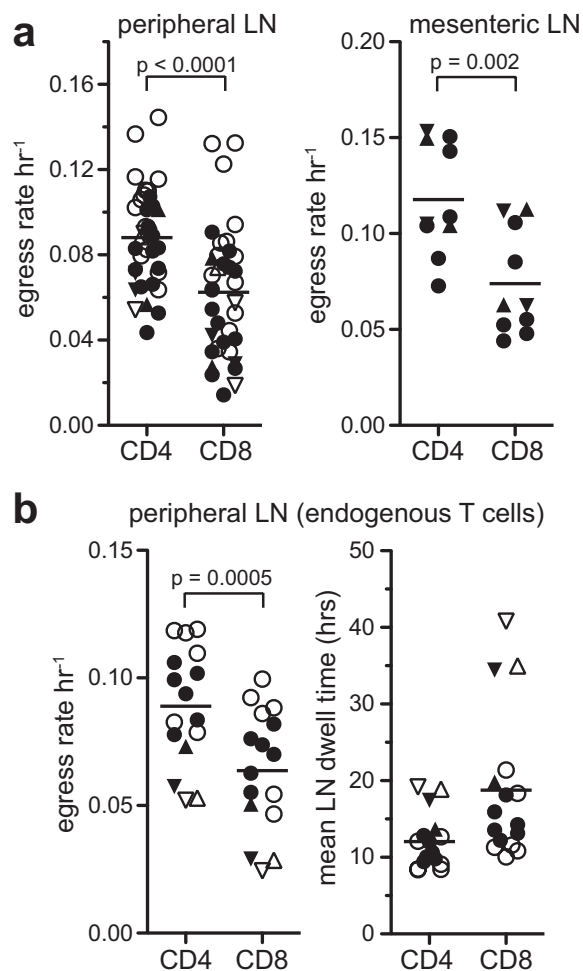 a
peripheral LN
mesenteric LN
p < 0.0001
p = 0.002
egress rate hr⁻¹
0.16
0.12
0.08
0.04
0.00
CD4 CD8
egress rate hr⁻¹
0.20
0.15
0.10
0.05
0.00
CD4 CD8
b
peripheral LN (endogenous T cells)
p = 0.0005
egress rate hr⁻¹
0.15
0.10
0.05
0.00
CD4 CD8
mean LN dwell time (hrs)
50
40
30
20
10
0
CD4 CD8